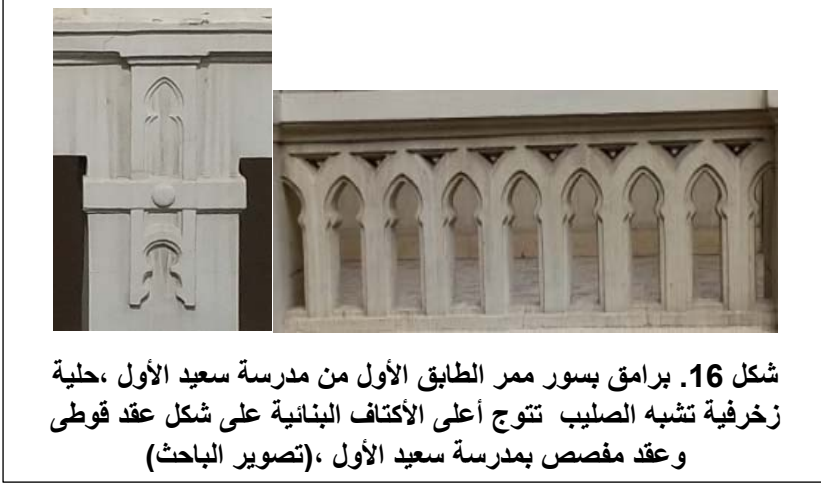 شكل 16. برامق بسور ممر الطابق الأول من مدرسة سعيد الأول ،حلية
زخرفية تشبه الصليب تتوج أعلى الأكتاف البنائية على شكل عقد قوطى
وعقد مفصص بمدرسة سعيد الأول ،(تصوير الباحث)